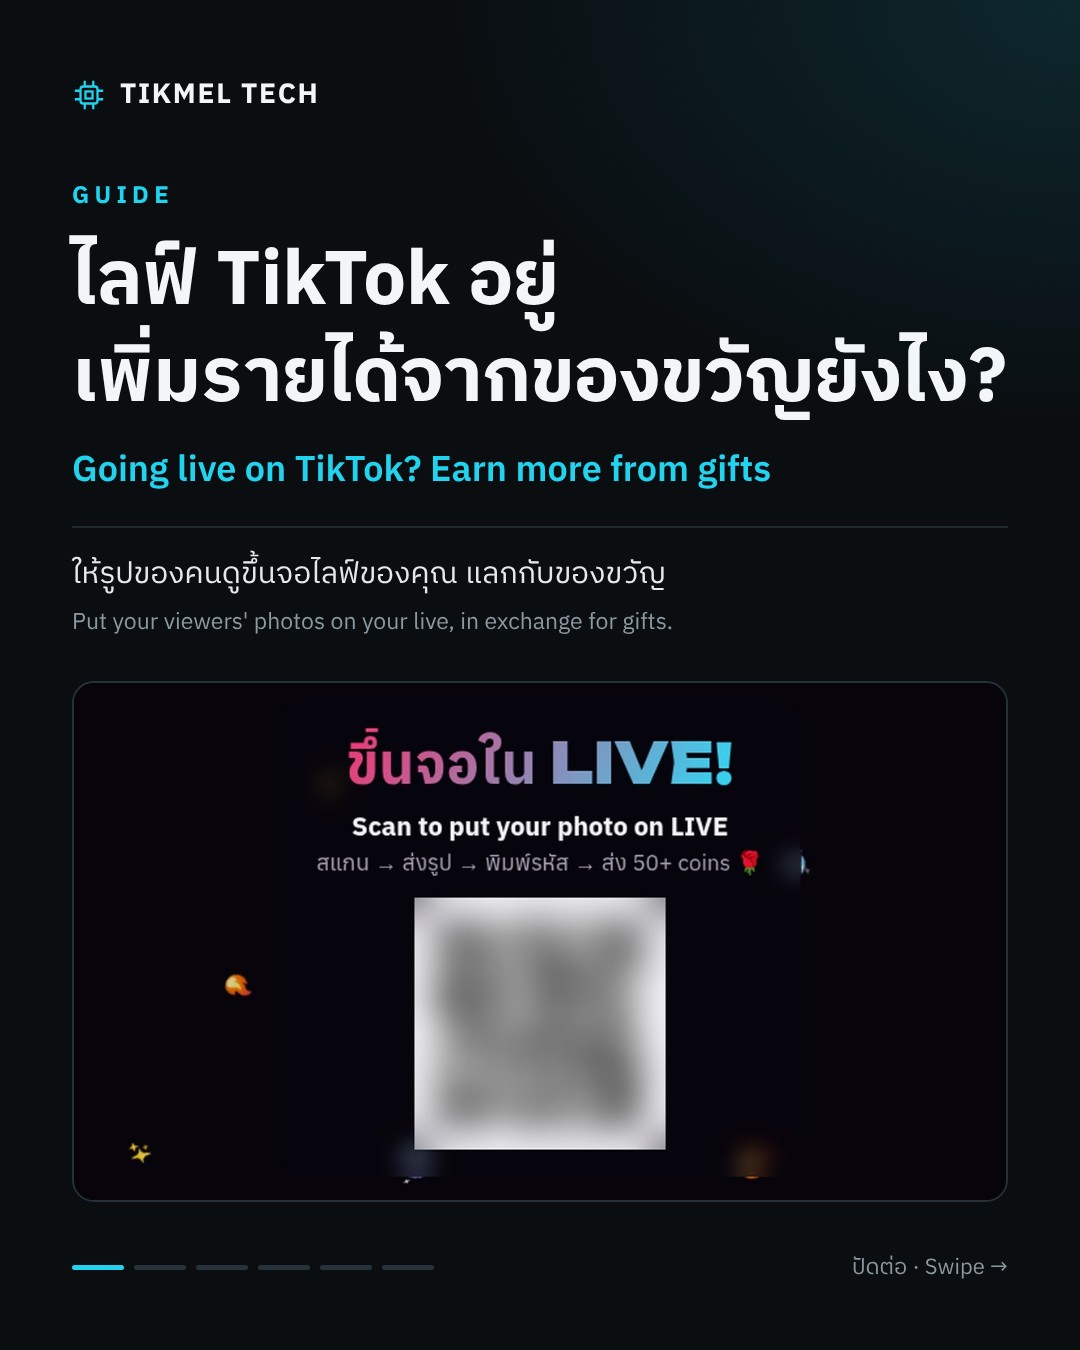 TIKMEL TECH
GUIDE
ไลฟ์ TikTok อยู่
เพิ่มรายได้จากของขวัญยังไง?
Going live on TikTok? Earn more from gifts
ให้รูปของคนดูขึ้นจอไลฟ์ของคุณ แลกกับของขวัญ
Put your viewers' photos on your live, in exchange for gifts.
ขึ้นจอใน LIVE!
Scan to put your photo on LIVE
สแกน → ส่งรูป → พิมพ์รหัส → ส่ง 50+ coins 🌹
ปัดต่อ · Swipe →